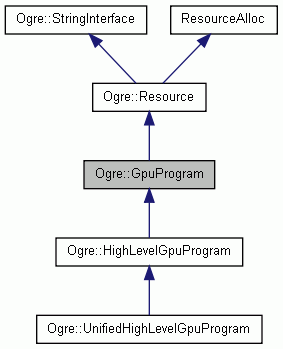 Ogre::StringInterface
ResourceAlloc
Ogre::Resource
Ogre::GpuProgram
Ogre::HighLevelGpuProgram
Ogre::UnifiedHighLevelGpuProgram